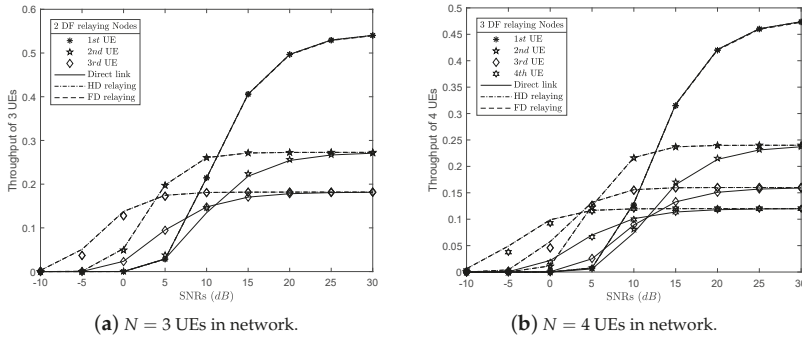 2 DF relaying Nodes
1st UE
2nd UE
3rd UE
Direct link
HD relaying
FD relaying
Throughput of 3 UEs
0.6
0.5
0.4
0.3
0.2
0.1
0
-10 -5 0 5 10 15 20 25 30
SNRs (dB)
(a) N = 3 UEs in network.
3 DF relaying Nodes
1st UE
2nd UE
3rd UE
4th UE
Direct link
HD relaying
FD relaying
Throughput of 4 UEs
0.5
0.45
0.4
0.35
0.3
0.25
0.2
0.15
0.1
0.05
0
-10 -5 0 5 10 15 20 25 30
SNRs (dB)
(b) N = 4 UEs in network.